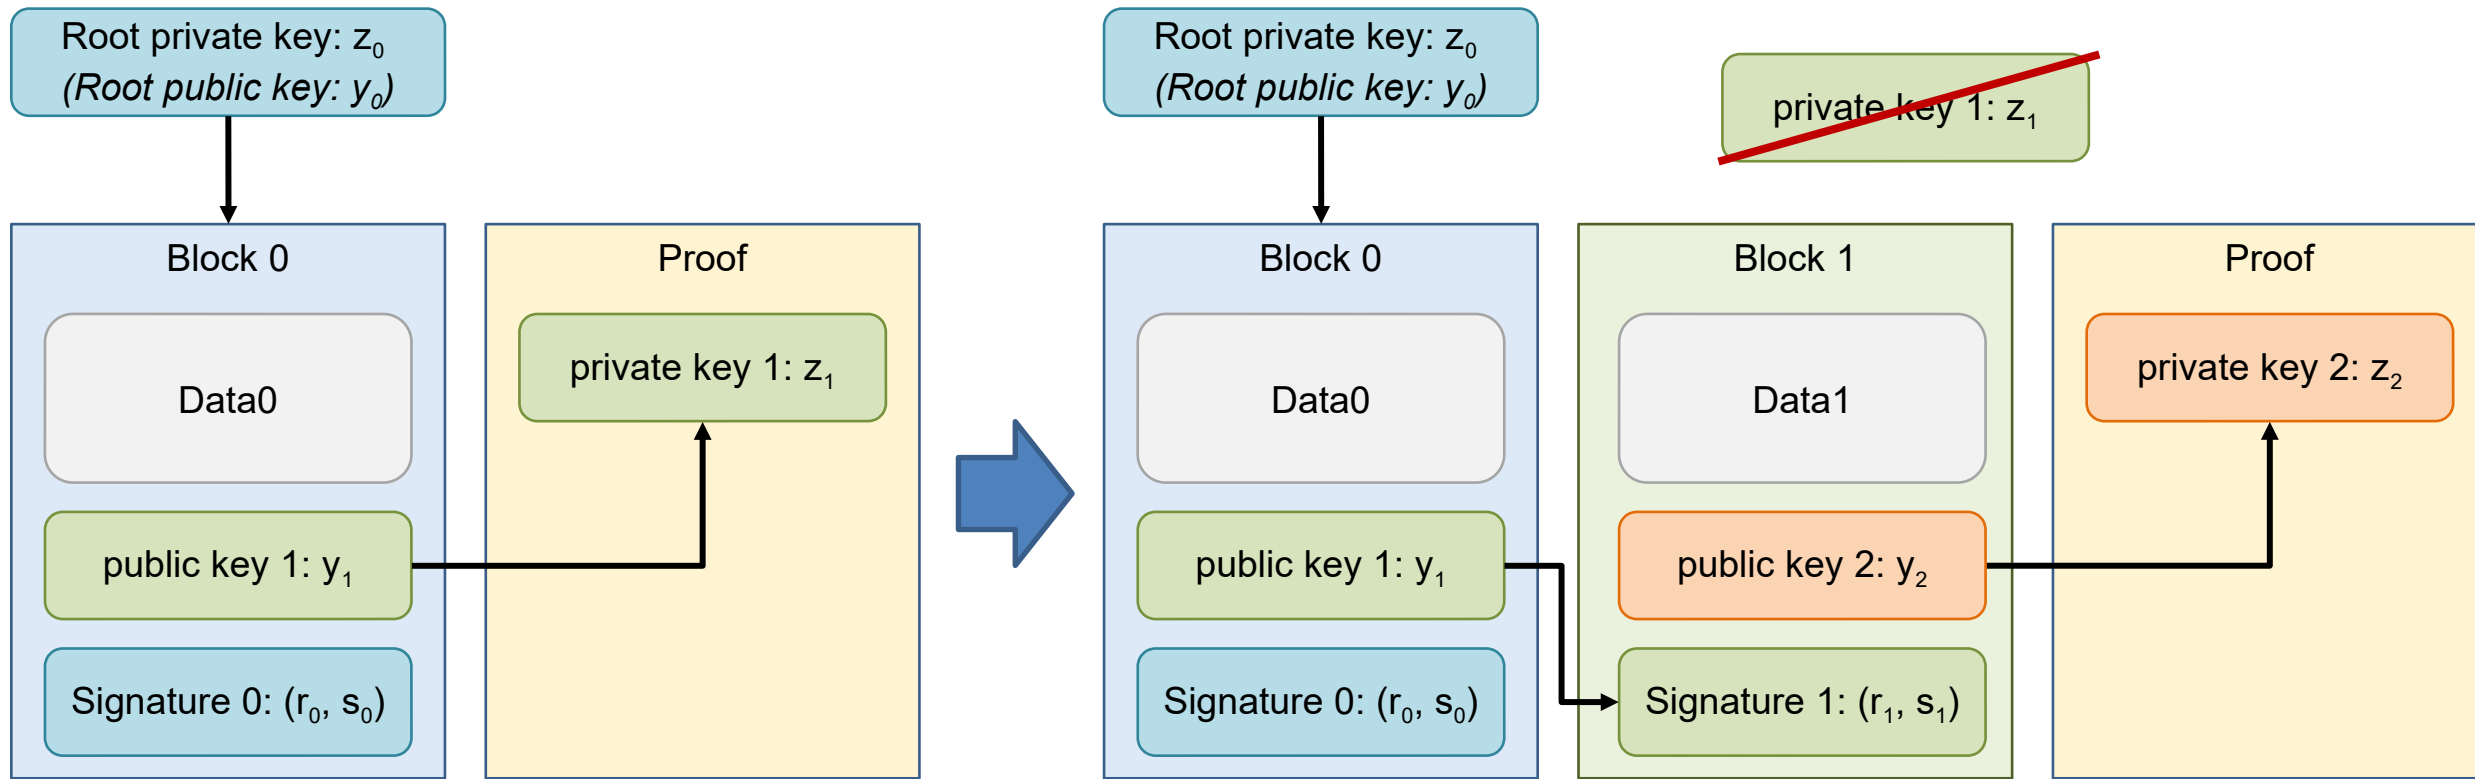 Root private key: z₀
(Root public key: y₀)
Block 0
Data0
public key 1: y₁
Signature 0: (r₀, s₀)
Proof
private key 1: z₁
Root private key: z₀
(Root public key: y₀)
private key 1: z₁
Block 0
Data0
public key 1: y₁
Signature 0: (r₀, s₀)
Block 1
Data1
public key 2: y₂
Signature 1: (r₁, s₁)
Proof
private key 2: z₂